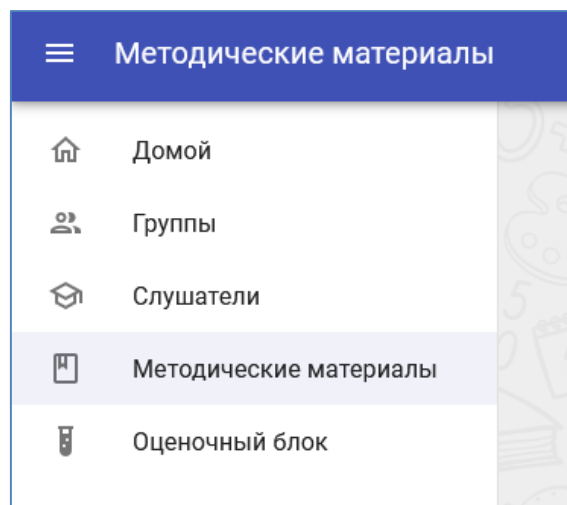 Методические материалы
Домой
Группы
Слушатели
Методические материалы
Оценочный блок